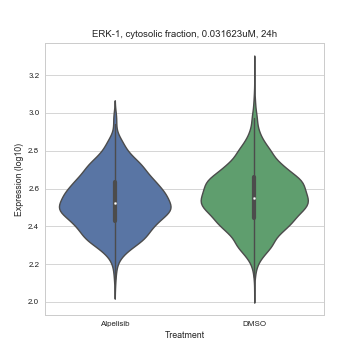 ERK-1, cytosolic fraction, 0.031623uM, 24h
Expression (log10)
3.2
3.0
2.8
2.6
2.4
2.2
2.0
Alpelisib
DMSO
Treatment